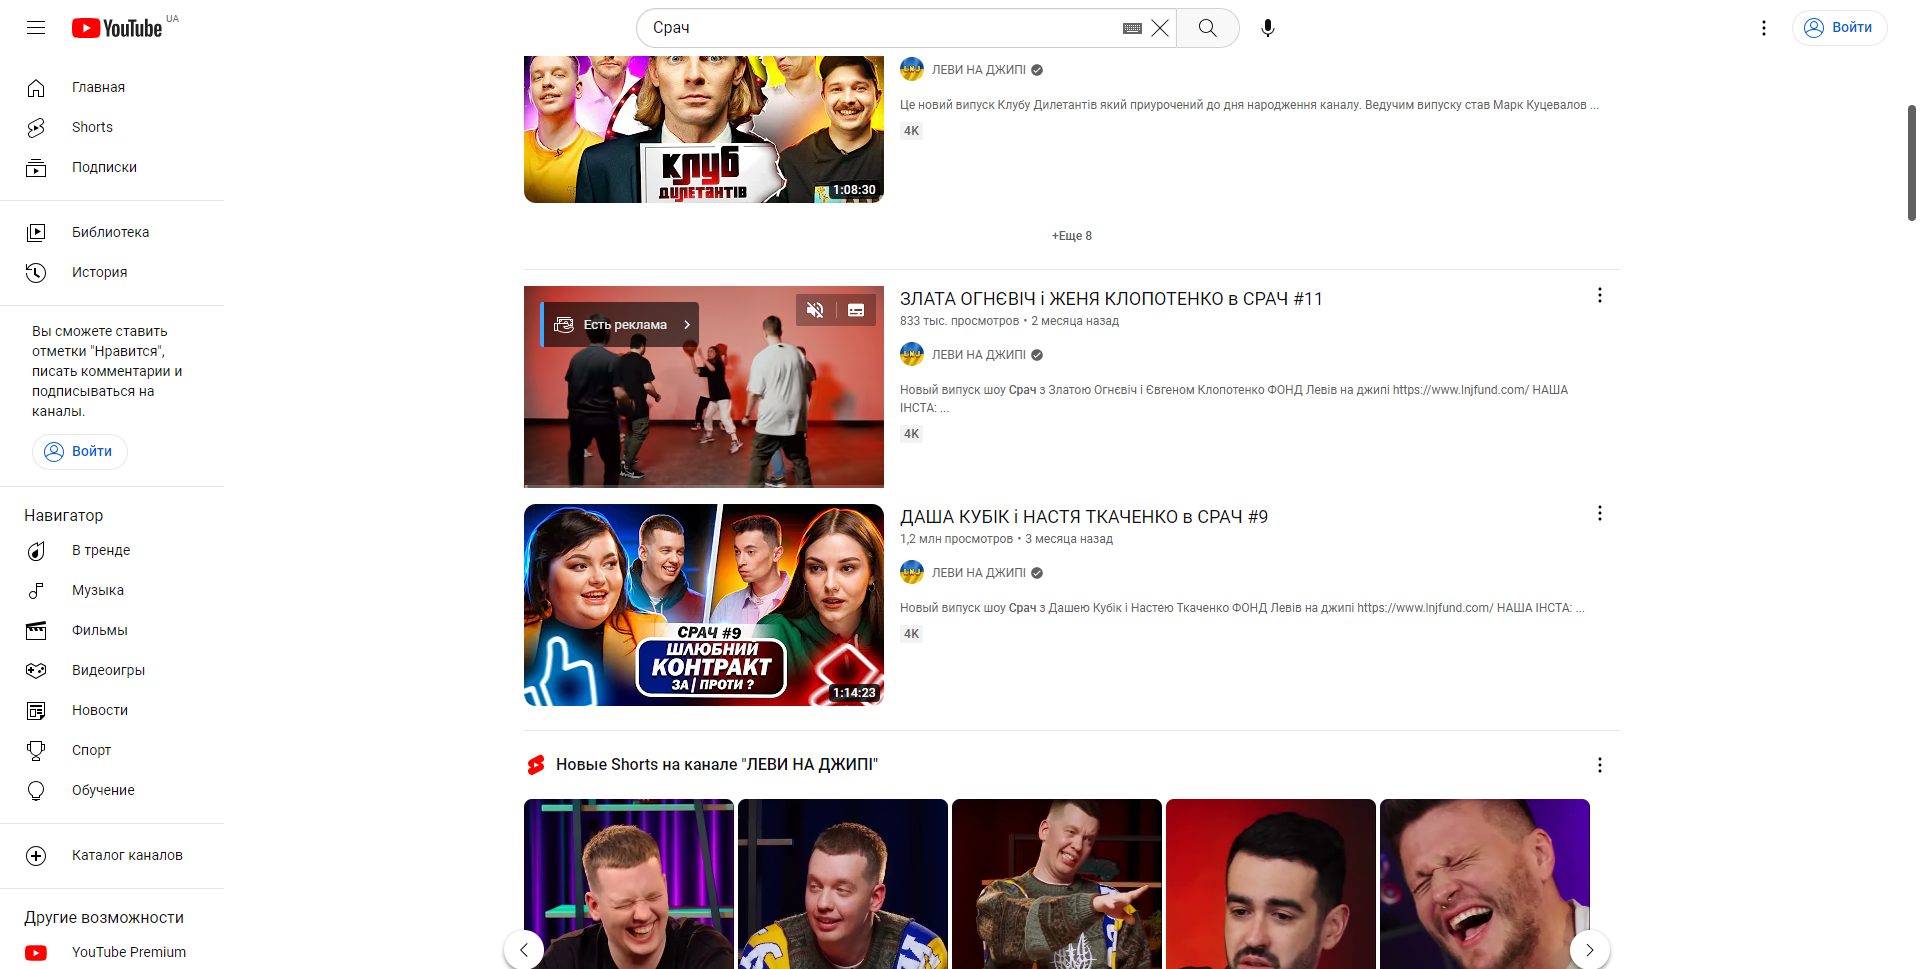 YouTube UA
Срач
Войти
Главная
Shorts
Подписки
Библиотека
История
Вы сможете ставить
отметки "Нравится",
писать комментарии и
подписываться на
каналы.
Войти
Навигатор
В тренде
Музыка
Фильмы
Видеоигры
Новости
Спорт
Обучение
Каталог каналов
Другие возможности
YouTube Premium
КЛУБ
ДИЛЕТАНТІВ
1:08:30
ЛЕВИ НА ДЖИПІ
Це новий випуск Клубу Дилетантів який приурочений до дня народження каналу. Ведучим випуску став Марк Куцевалов ...
4K
+Еще 8
Есть реклама
ЗЛАТА ОГНЄВІЧ і ЖЕНЯ КЛОПОТЕНКО в СРАЧ #11
833 тыс. просмотров • 2 месяца назад
ЛЕВИ НА ДЖИПІ
Новый випуск шоу Срач з Златою Огнєвіч і Євгеном Клопотенко ФОНД Левів на джипі https://www.lnjfund.com/ НАША
ІНСТА: ...
4K
СРАЧ #9
ШЛЮБНИЙ
КОНТРАКТ
ЗА | ПРОТИ ?
1:14:23
ДАША КУБІК і НАСТЯ ТКАЧЕНКО в СРАЧ #9
1,2 млн просмотров • 3 месяца назад
ЛЕВИ НА ДЖИПІ
Новый випуск шоу Срач з Дашею Кубік і Настею Ткаченко ФОНД Левів на джипі https://www.lnjfund.com/ НАША ІНСТА: ...
4K
Новые Shorts на канале "ЛЕВИ НА ДЖИПІ"